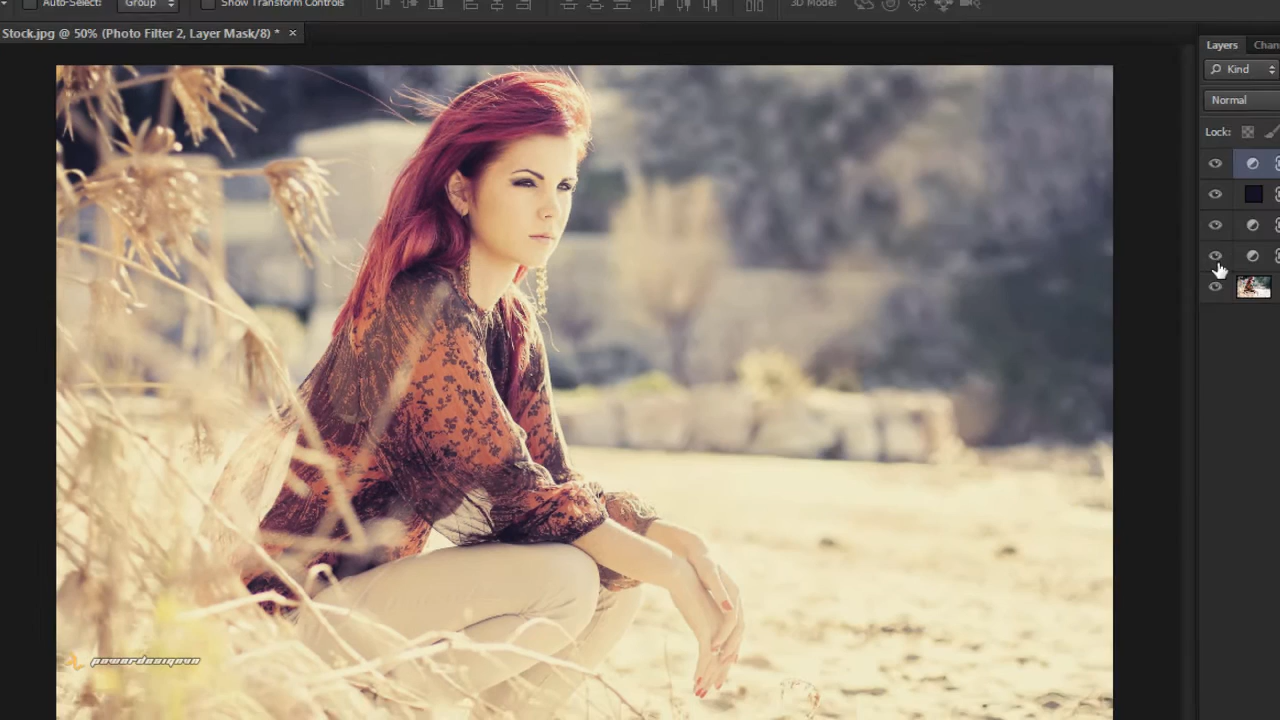 Auto-Select:
Group
Show Transform Controls
3D Mode:
Stock.jpg @ 50% (Photo Filter 2, Layer Mask/8) * ×
Layers
Chan
Kind
Normal
Lock:
powerdesignvn